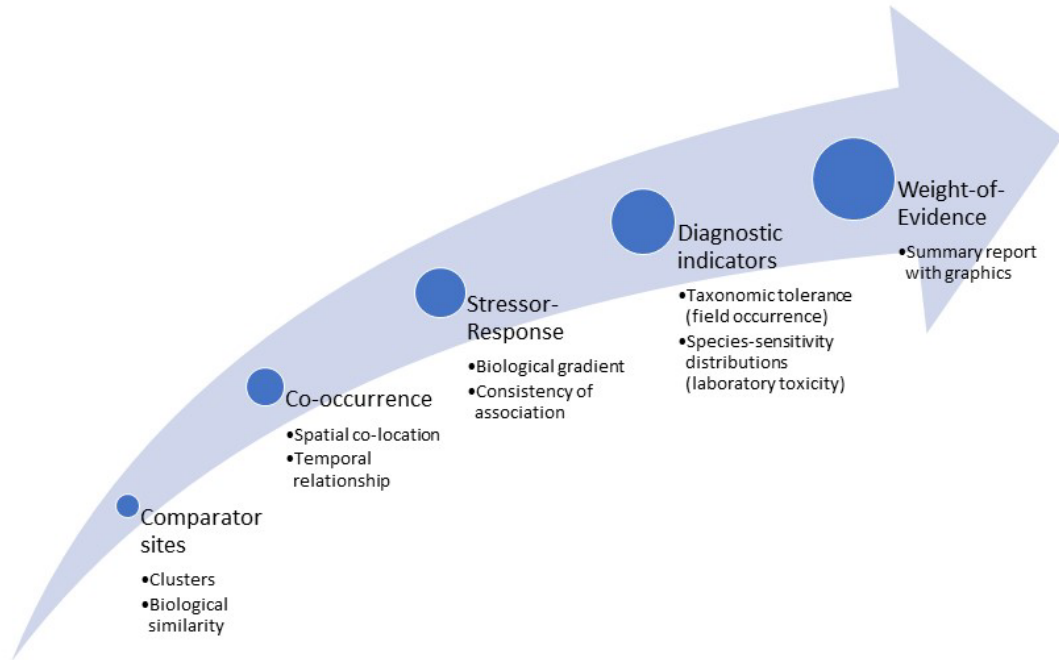 Comparator
sites
•Clusters
•Biological
similarity
Co-occurrence
•Spatial co-location
•Temporal
relationship
Stressor-
Response
•Biological gradient
•Consistency of
association
Diagnostic
indicators
•Taxonomic tolerance
(field occurrence)
•Species-sensitivity
distributions
(laboratory toxicity)
Weight-of-
Evidence
•Summary report
with graphics